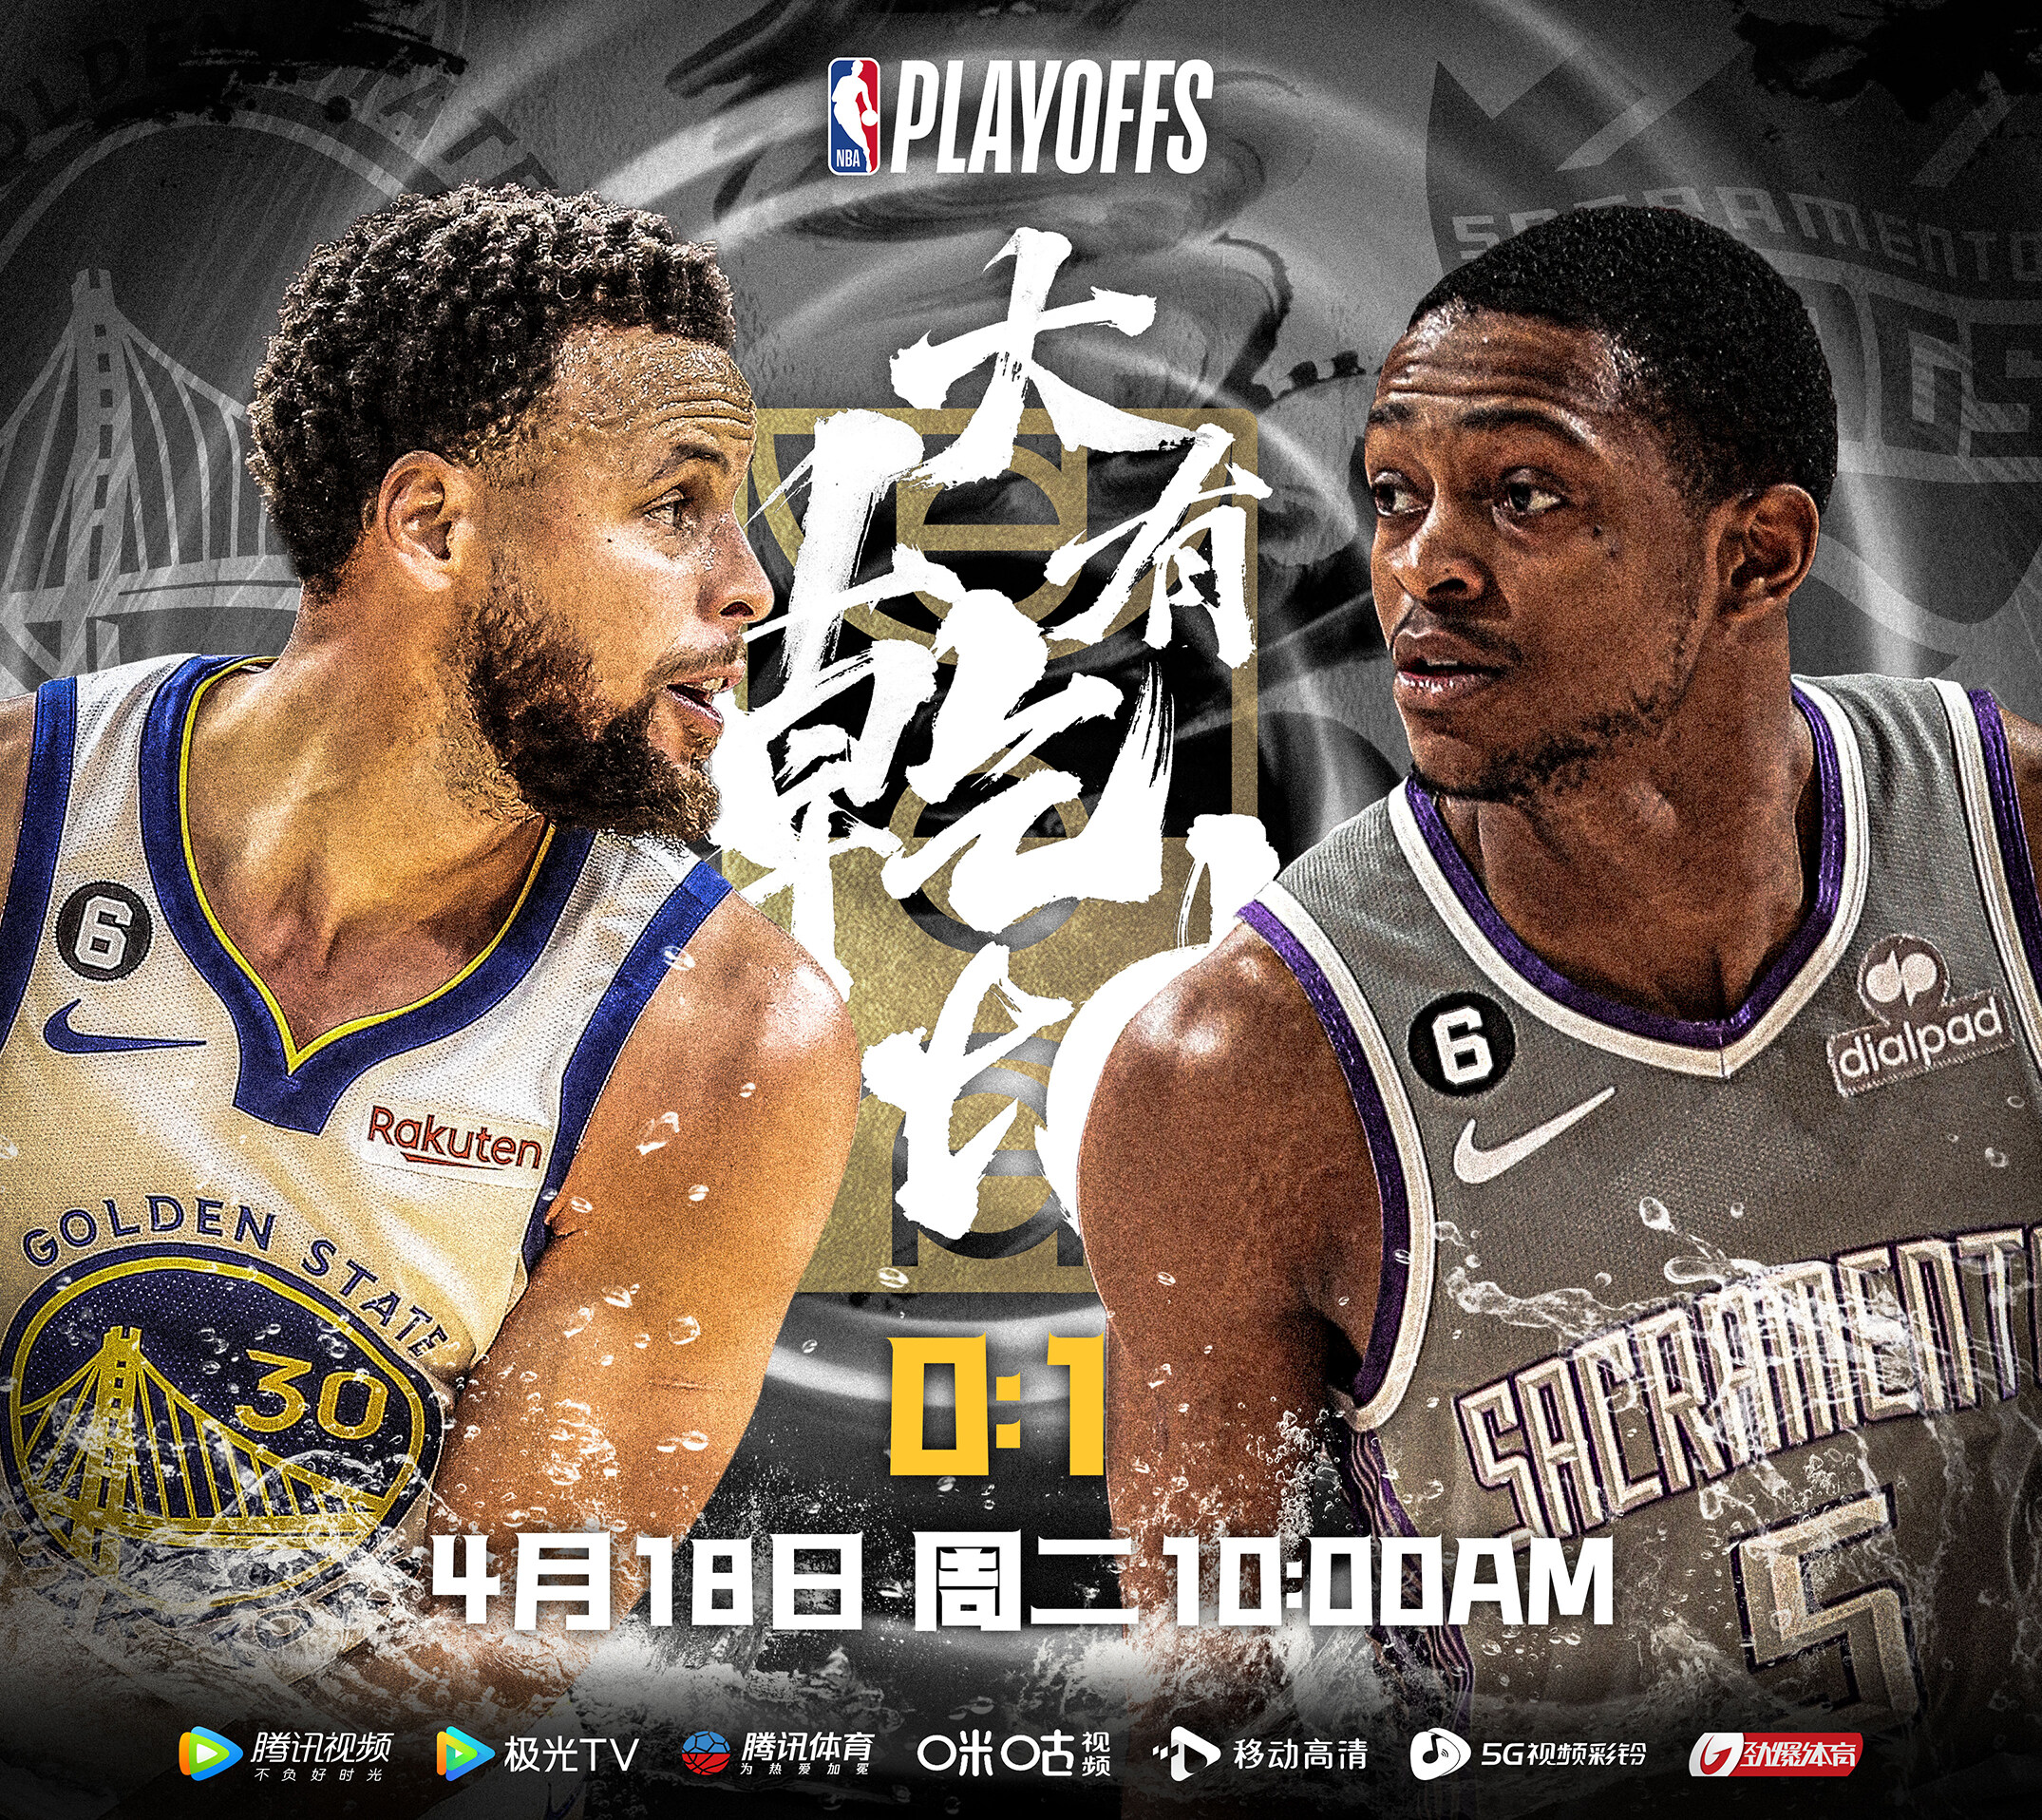 NBA PLAYOFFS
大有乾坤
SACRAMENTO
6
Rakuten
GOLDEN STATE
30
6
dialpad
SACRAMENTO
5
0:1
4月18日 周二 10:00AM
腾讯视频
不负好时光
极光TV
腾讯体育
为热爱加冕
咪咕视频
移动高清
5G视频彩铃
劲爆体育